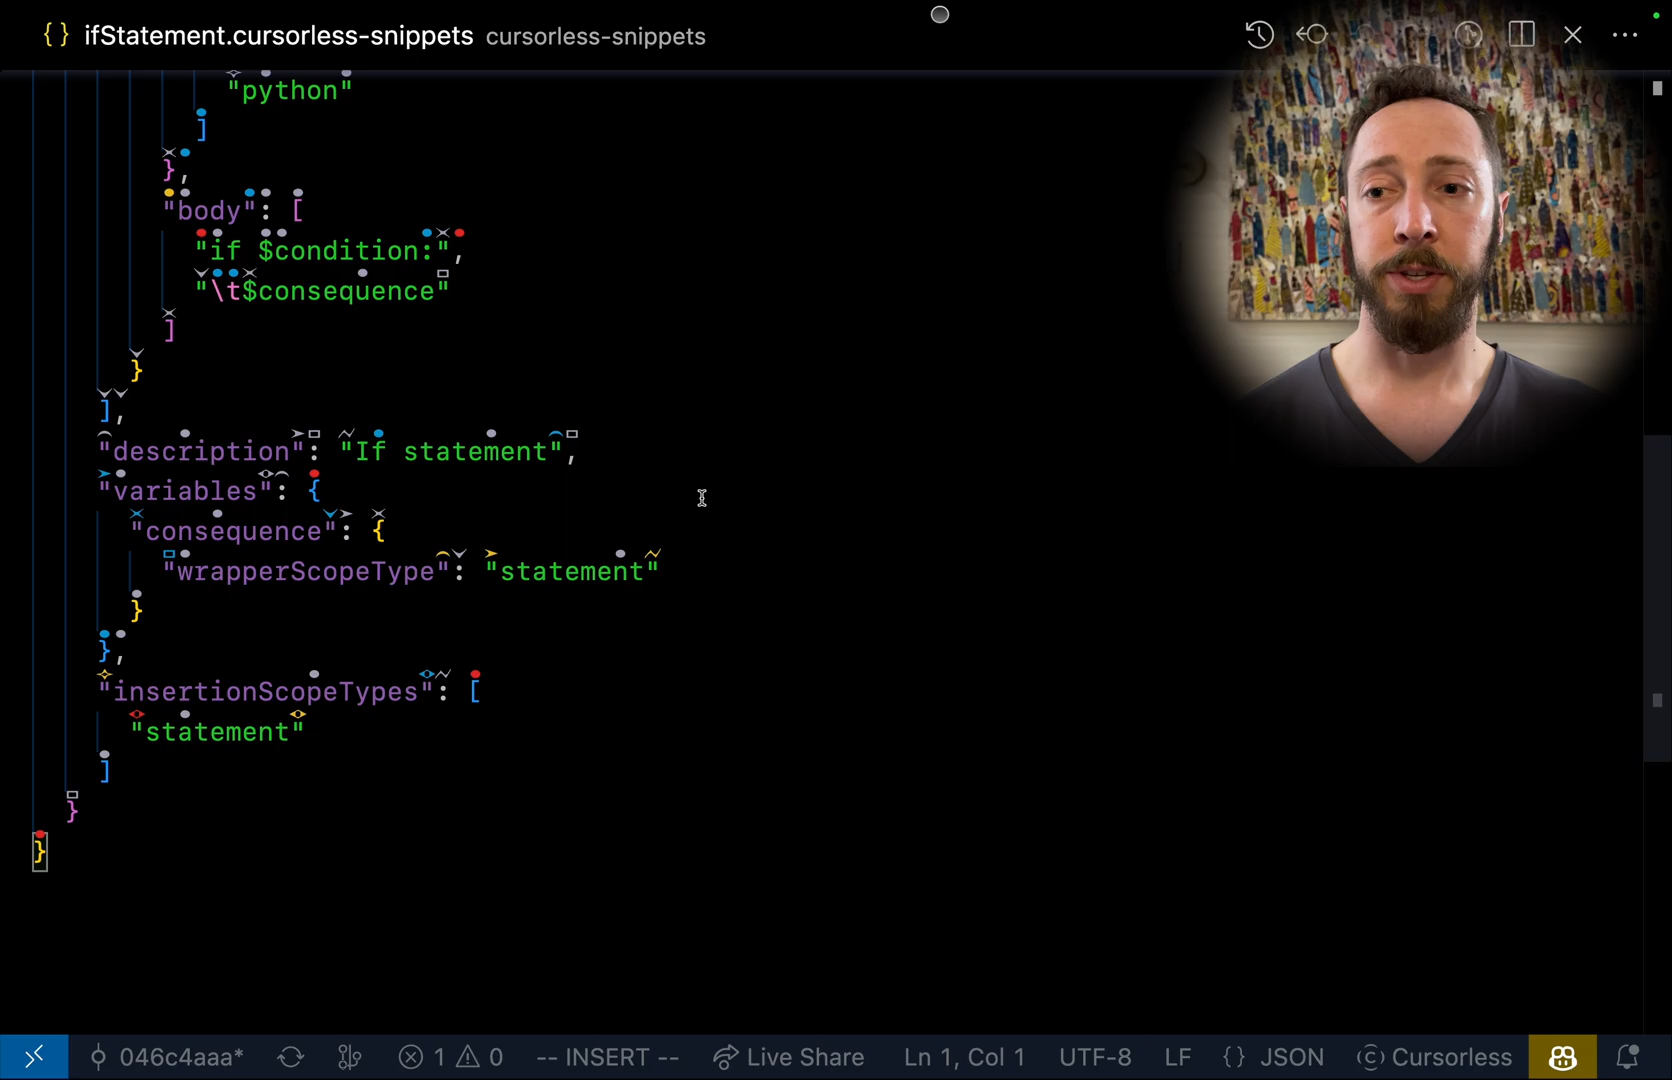 { } ifStatement.cursorless-snippets cursorless-snippets
"python"
]
},
"body": [
"if $condition:",
"\t$consequence"
]
}
],
"description": "If statement",
"variables": {
"consequence": {
"wrapperScopeType": "statement"
}
},
"insertionScopeTypes": [
"statement"
]
}
}
046c4aaa* 1 0 -- INSERT -- Live Share Ln 1, Col 1 UTF-8 LF { } JSON Cursorless